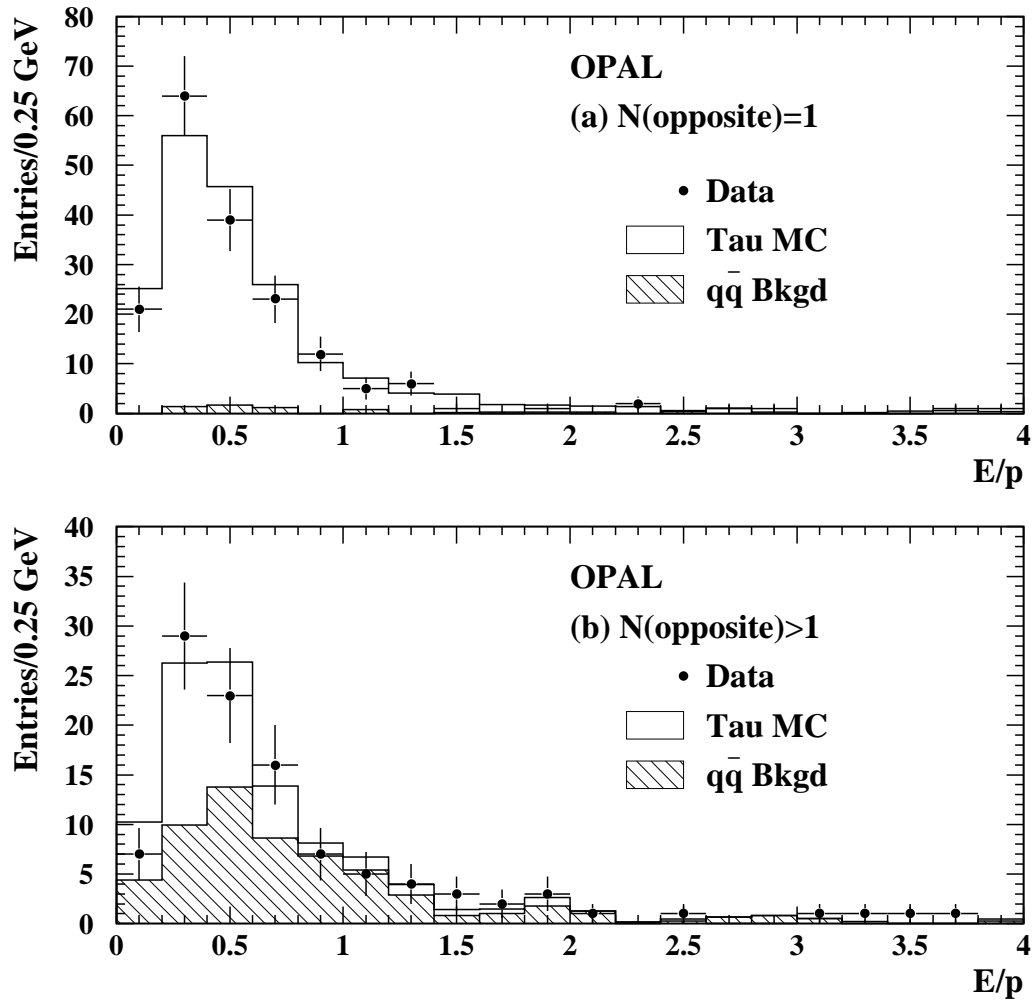 Entries/0.25 GeV
80
70
60
50
40
30
20
10
0
OPAL
(a) N(opposite)=1
Data
Tau MC
qq̄ Bkgd
0 0.5 1 1.5 2 2.5 3 3.5 4
E/p
Entries/0.25 GeV
40
35
30
25
20
15
10
5
0
OPAL
(b) N(opposite)>1
Data
Tau MC
qq̄ Bkgd
0 0.5 1 1.5 2 2.5 3 3.5 4
E/p